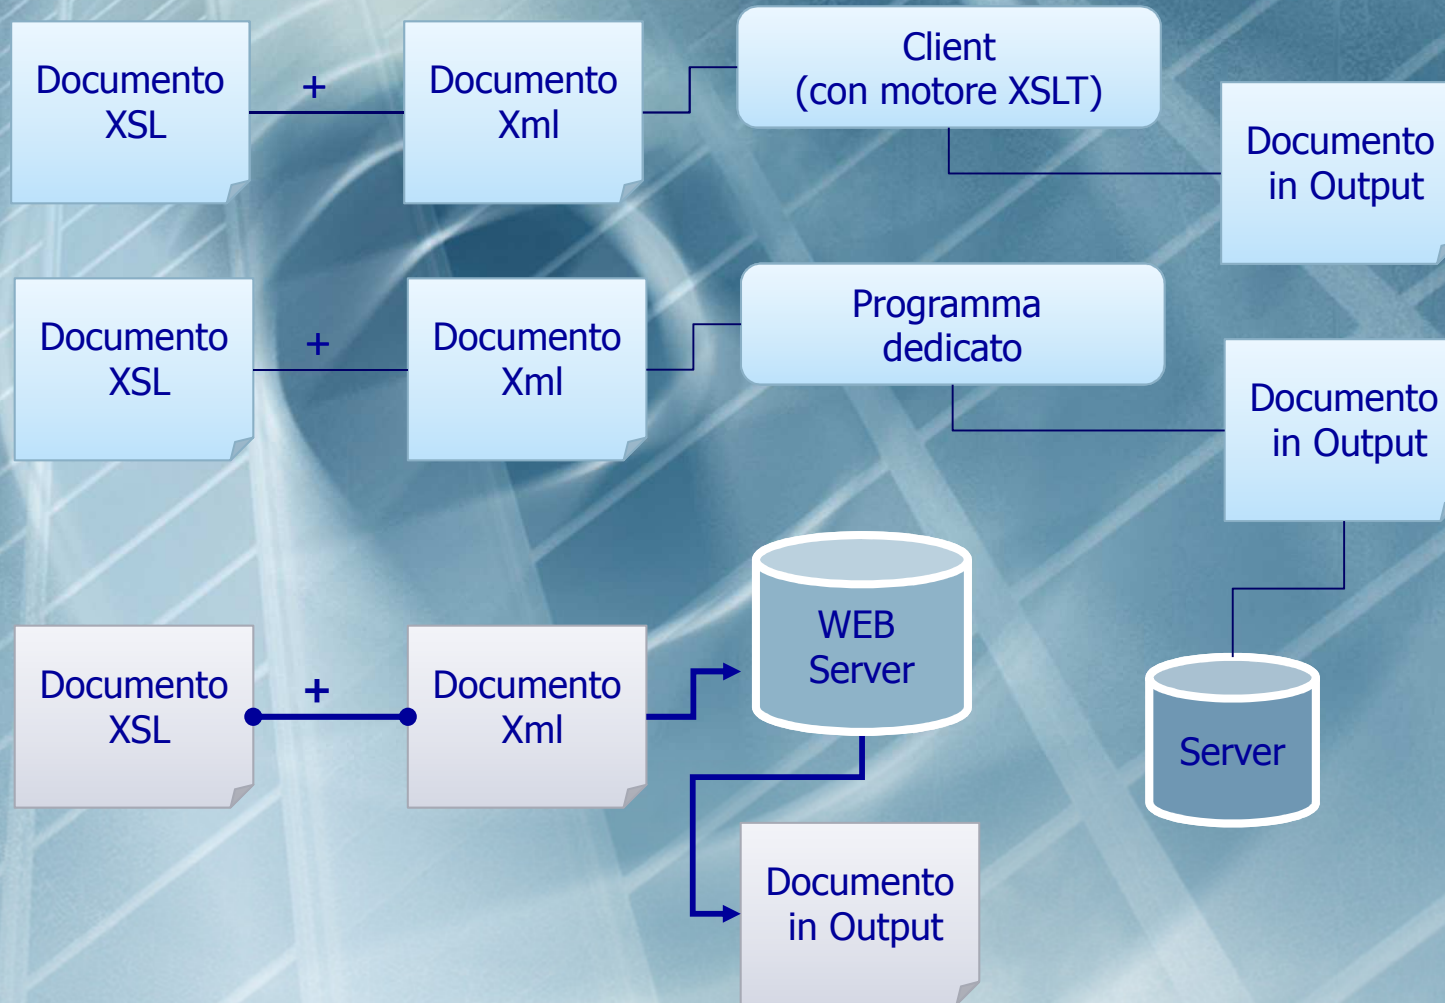 Documento
XSL
+
Documento
Xml
Client
(con motore XSLT)
Documento
in Output
Documento
XSL
+
Documento
Xml
Programma
dedicato
Documento
in Output
Documento
XSL
+
Documento
Xml
WEB
Server
Server
Documento
in Output